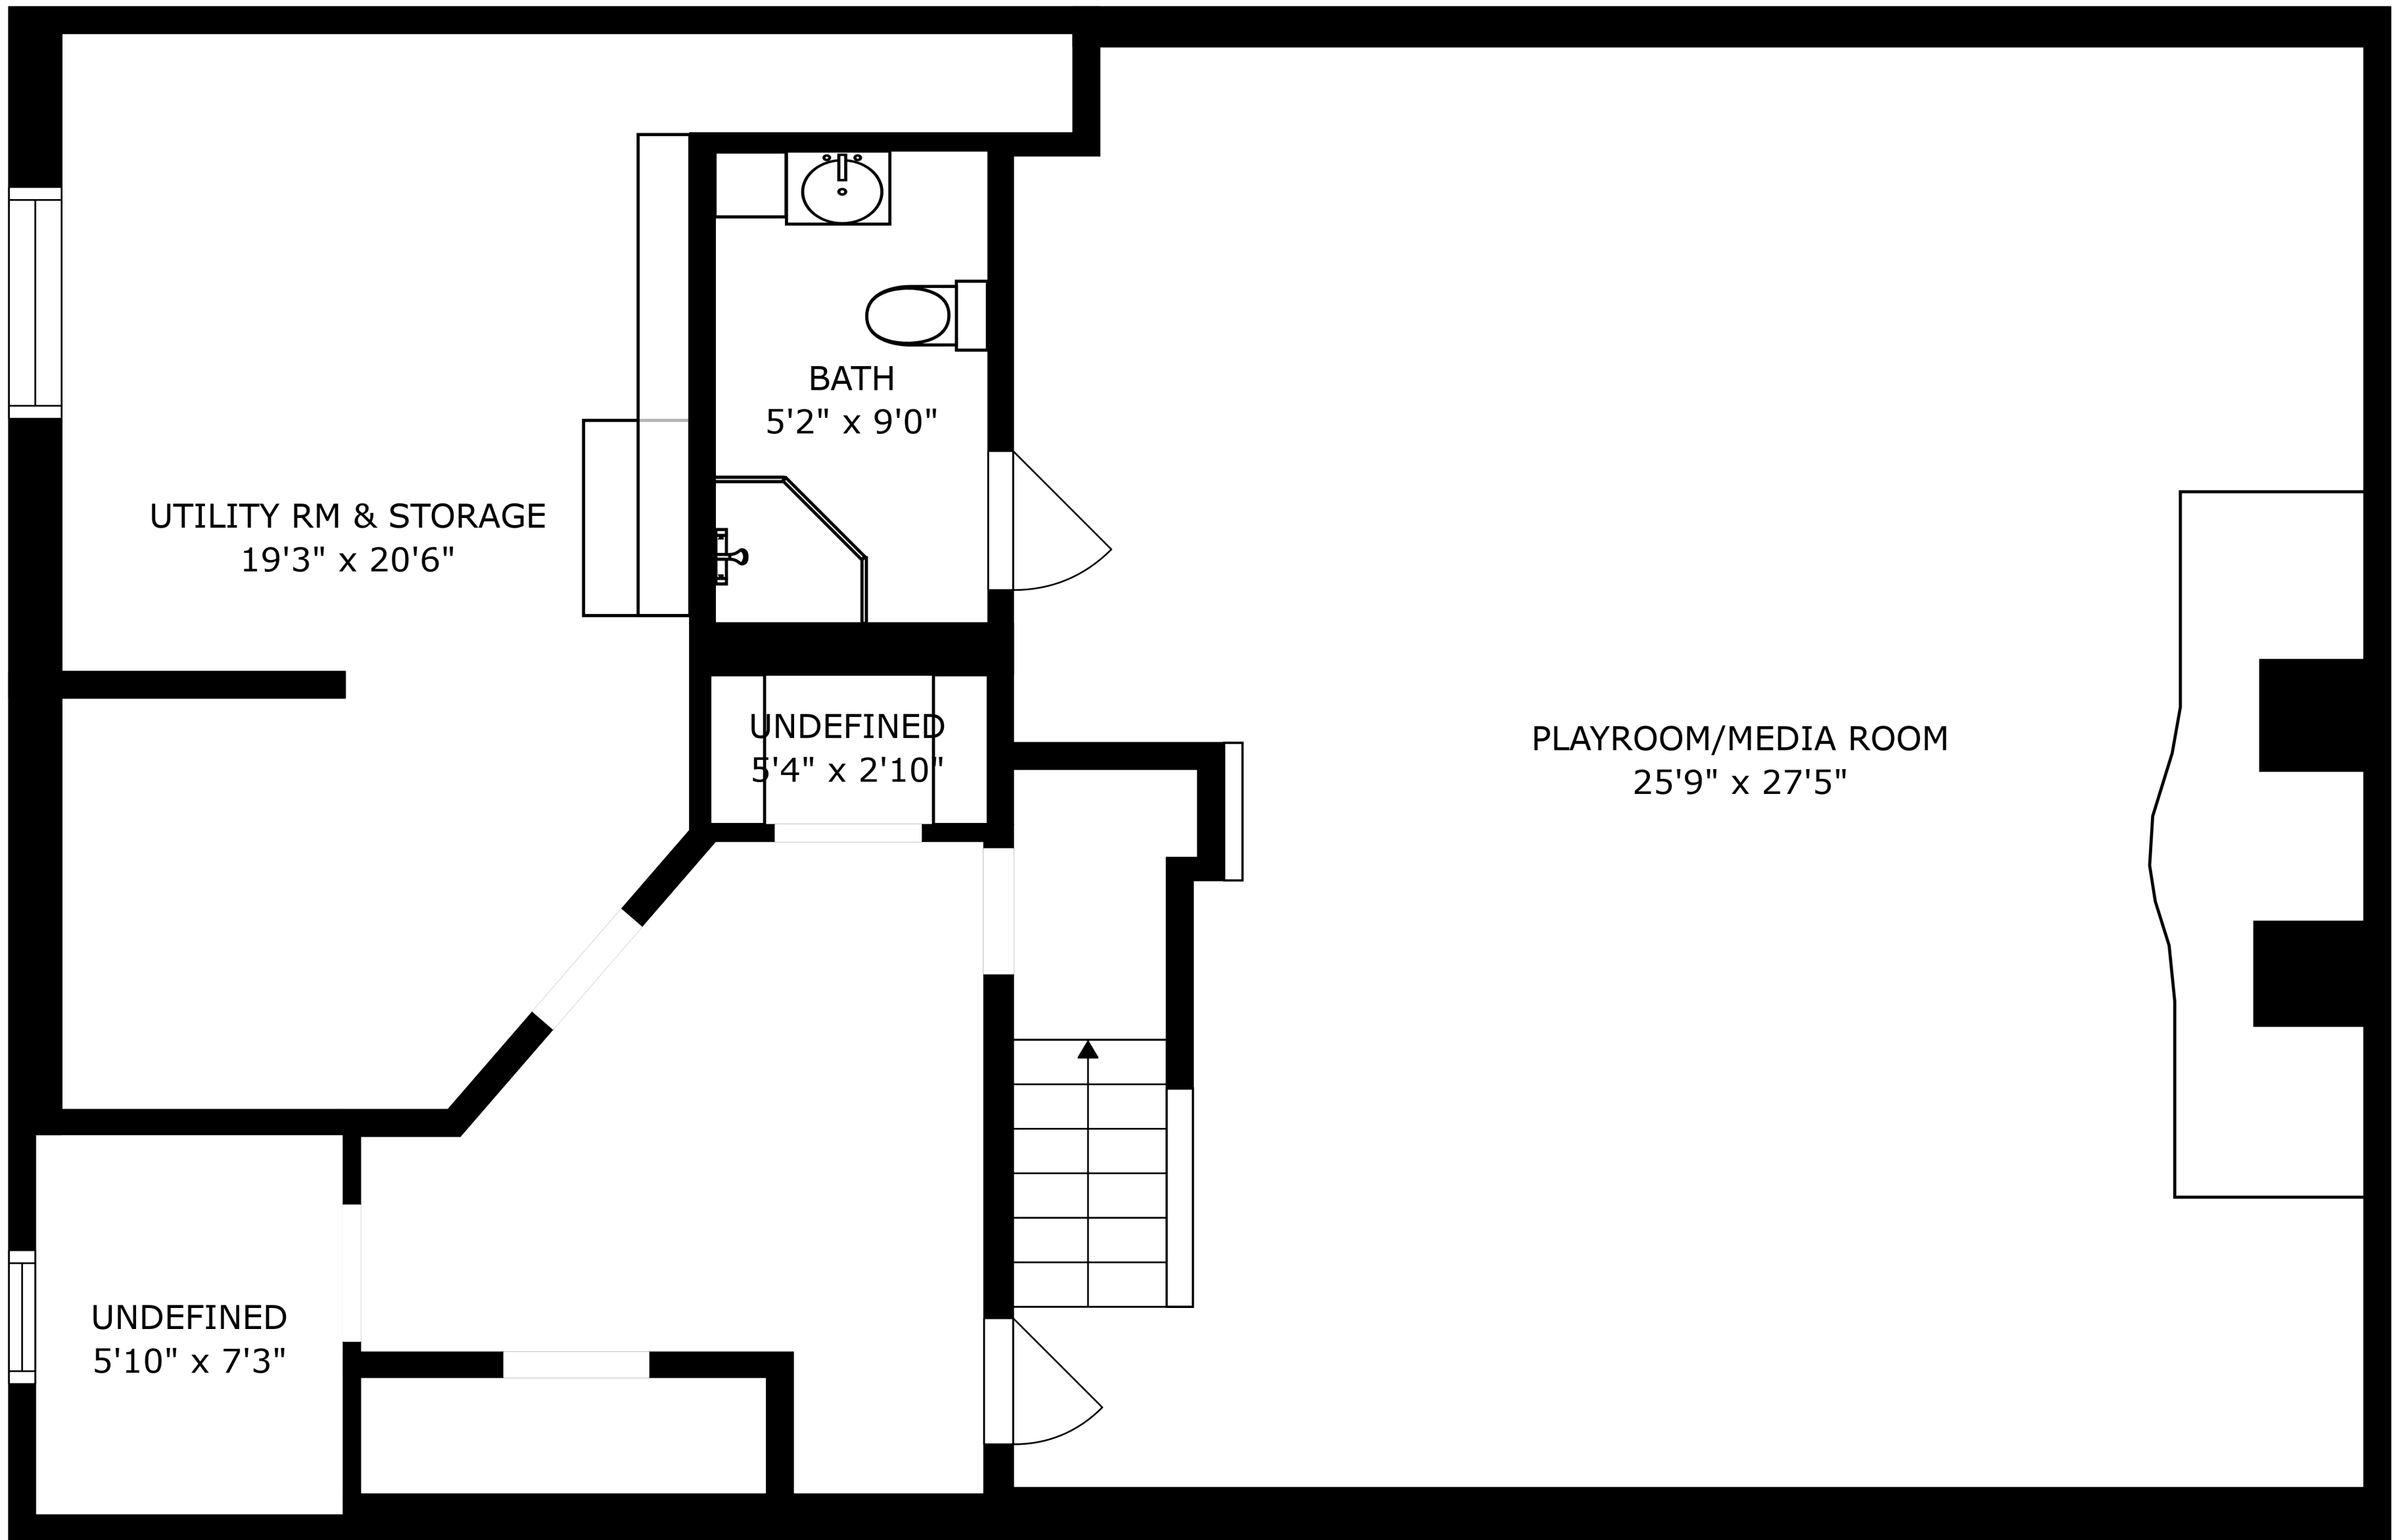 BATH
5'2" x 9'0"
UTILITY RM & STORAGE
19'3" x 20'6"
UNDEFINED
5'4" x 2'10"
PLAYROOM/MEDIA ROOM
25'9" x 27'5"
UNDEFINED
5'10" x 7'3"